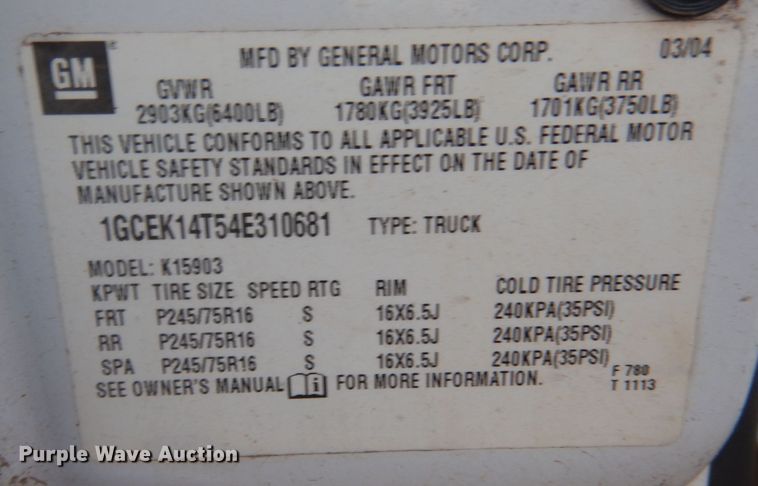 GM
MFD BY GENERAL MOTORS CORP. 03/04
GVWR GAWR FRT GAWR RR
2903KG(6400LB) 1780KG(3925LB) 1701KG(3750LB)
THIS VEHICLE CONFORMS TO ALL APPLICABLE U.S. FEDERAL MOTOR
VEHICLE SAFETY STANDARDS IN EFFECT ON THE DATE OF
MANUFACTURE SHOWN ABOVE.
1GCEK14T54E310681 TYPE: TRUCK
MODEL: K15903
KPWT TIRE SIZE SPEED RTG RIM COLD TIRE PRESSURE
FRT P245/75R16 S 16X6.5J 240KPA(35PSI)
RR P245/75R16 S 16X6.5J 240KPA(35PSI)
SPA P245/75R16 S 16X6.5J 240KPA(35PSI)
SEE OWNER'S MANUAL i FOR MORE INFORMATION. F 780
T 1113
Purple Wave Auction